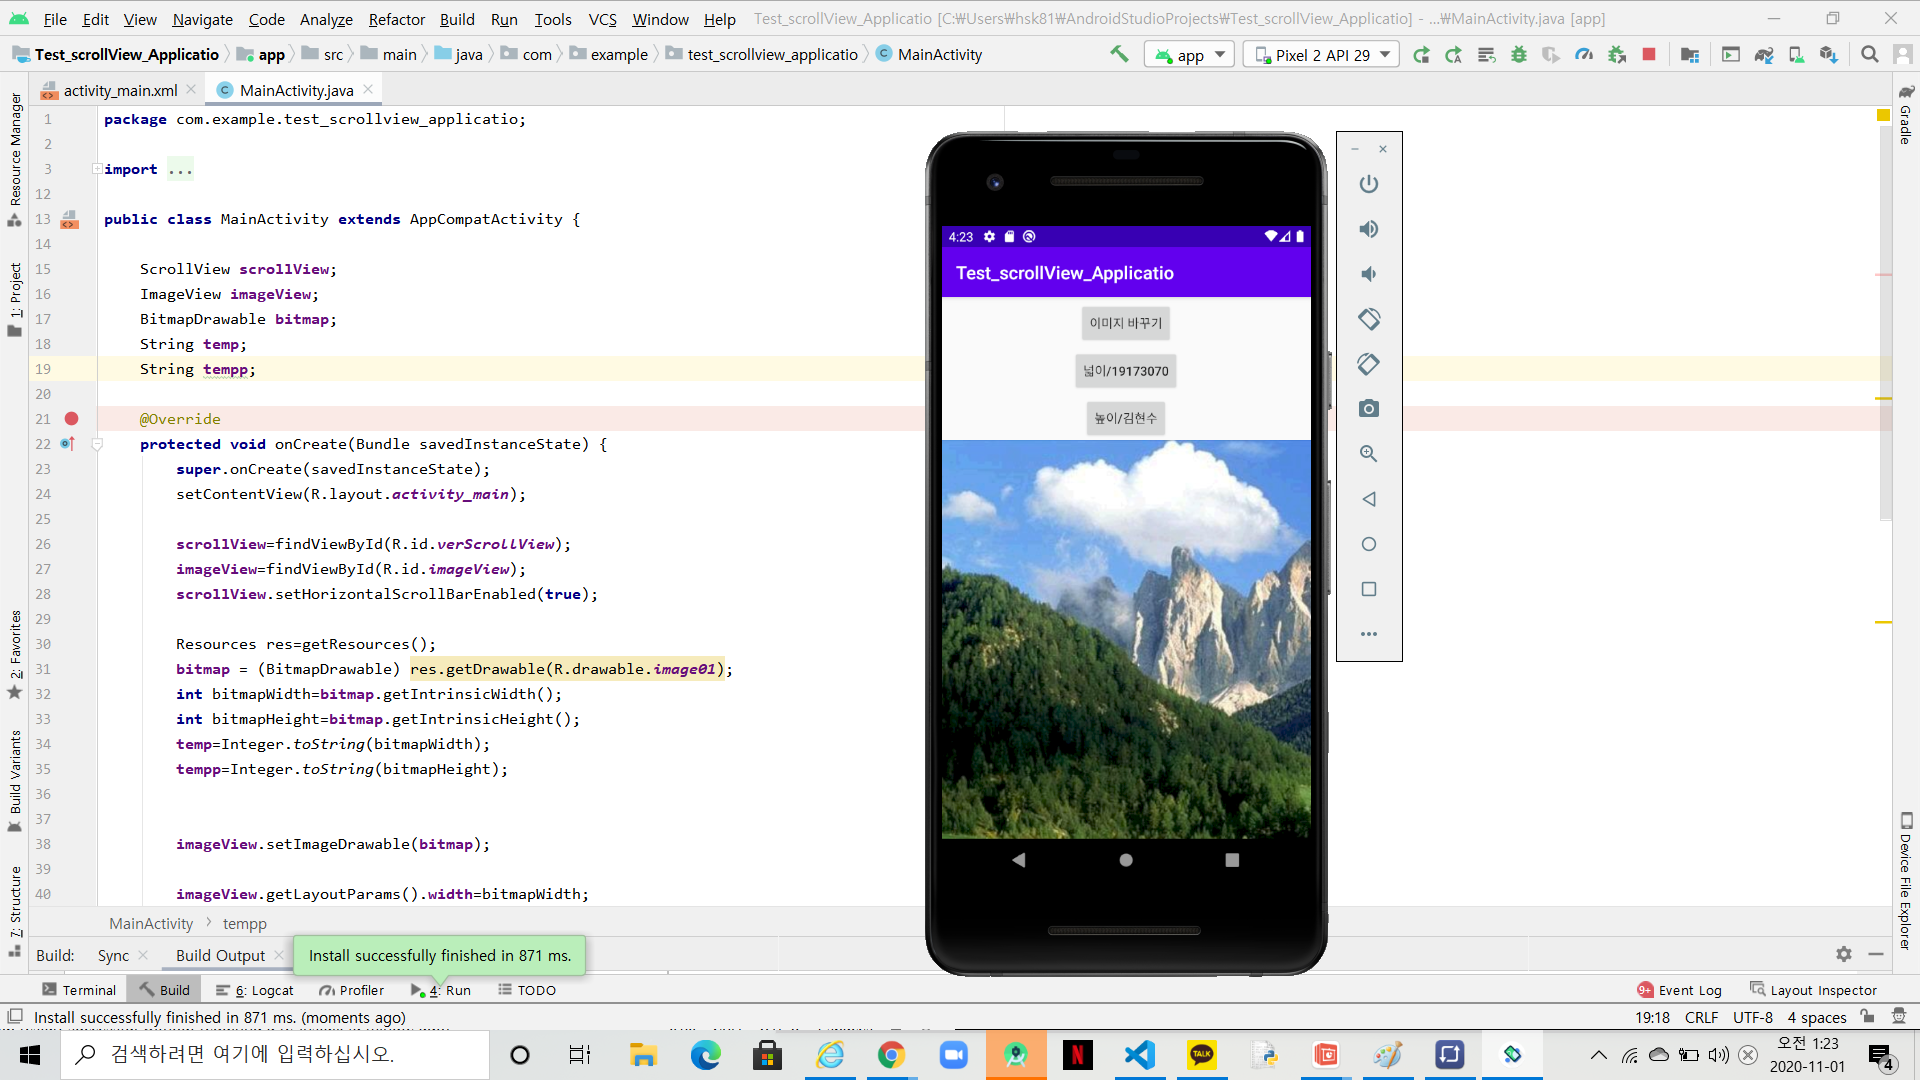 File Edit View Navigate Code Analyze Refactor Build Run Tools VCS Window Help Test_scrollView_Applicatio [C:₩Users₩hsk81₩AndroidStudioProjects₩Test_scrollView_Applicatio] - ...₩MainActivity.java [app]
Test_scrollView_Applicatio app src main java com example test_scrollview_applicatio MainActivity app Pixel 2 API 29
activity_main.xml MainActivity.java
Resource Manager
1: Project
2: Favorites
Build Variants
7: Structure
Gradle
Device File Explorer
1 package com.example.test_scrollview_applicatio;
2
3 import ...
12
13 public class MainActivity extends AppCompatActivity {
14
15 ScrollView scrollView;
16 ImageView imageView;
17 BitmapDrawable bitmap;
18 String temp;
19 String tempp;
20
21 @Override
22 protected void onCreate(Bundle savedInstanceState) {
23 super.onCreate(savedInstanceState);
24 setContentView(R.layout.activity_main);
25
26 scrollView=findViewById(R.id.verScrollView);
27 imageView=findViewById(R.id.imageView);
28 scrollView.setHorizontalScrollBarEnabled(true);
29
30 Resources res=getResources();
31 bitmap = (BitmapDrawable) res.getDrawable(R.drawable.image01);
32 int bitmapWidth=bitmap.getIntrinsicWidth();
33 int bitmapHeight=bitmap.getIntrinsicHeight();
34 temp=Integer.toString(bitmapWidth);
35 tempp=Integer.toString(bitmapHeight);
36
37
38 imageView.setImageDrawable(bitmap);
39
40 imageView.getLayoutParams().width=bitmapWidth;
4:23
Test_scrollView_Applicatio
이미지 바꾸기
넓이/19173070
높이/김현수
MainActivity tempp
Build: Sync Build Output
Install successfully finished in 871 ms.
Terminal Build 6: Logcat Profiler 4: Run TODO 9+ Event Log Layout Inspector
Install successfully finished in 871 ms. (moments ago) 19:18 CRLF UTF-8 4 spaces
검색하려면 여기에 입력하십시오.
N
TALK
오전 1:23
2020-11-01
4